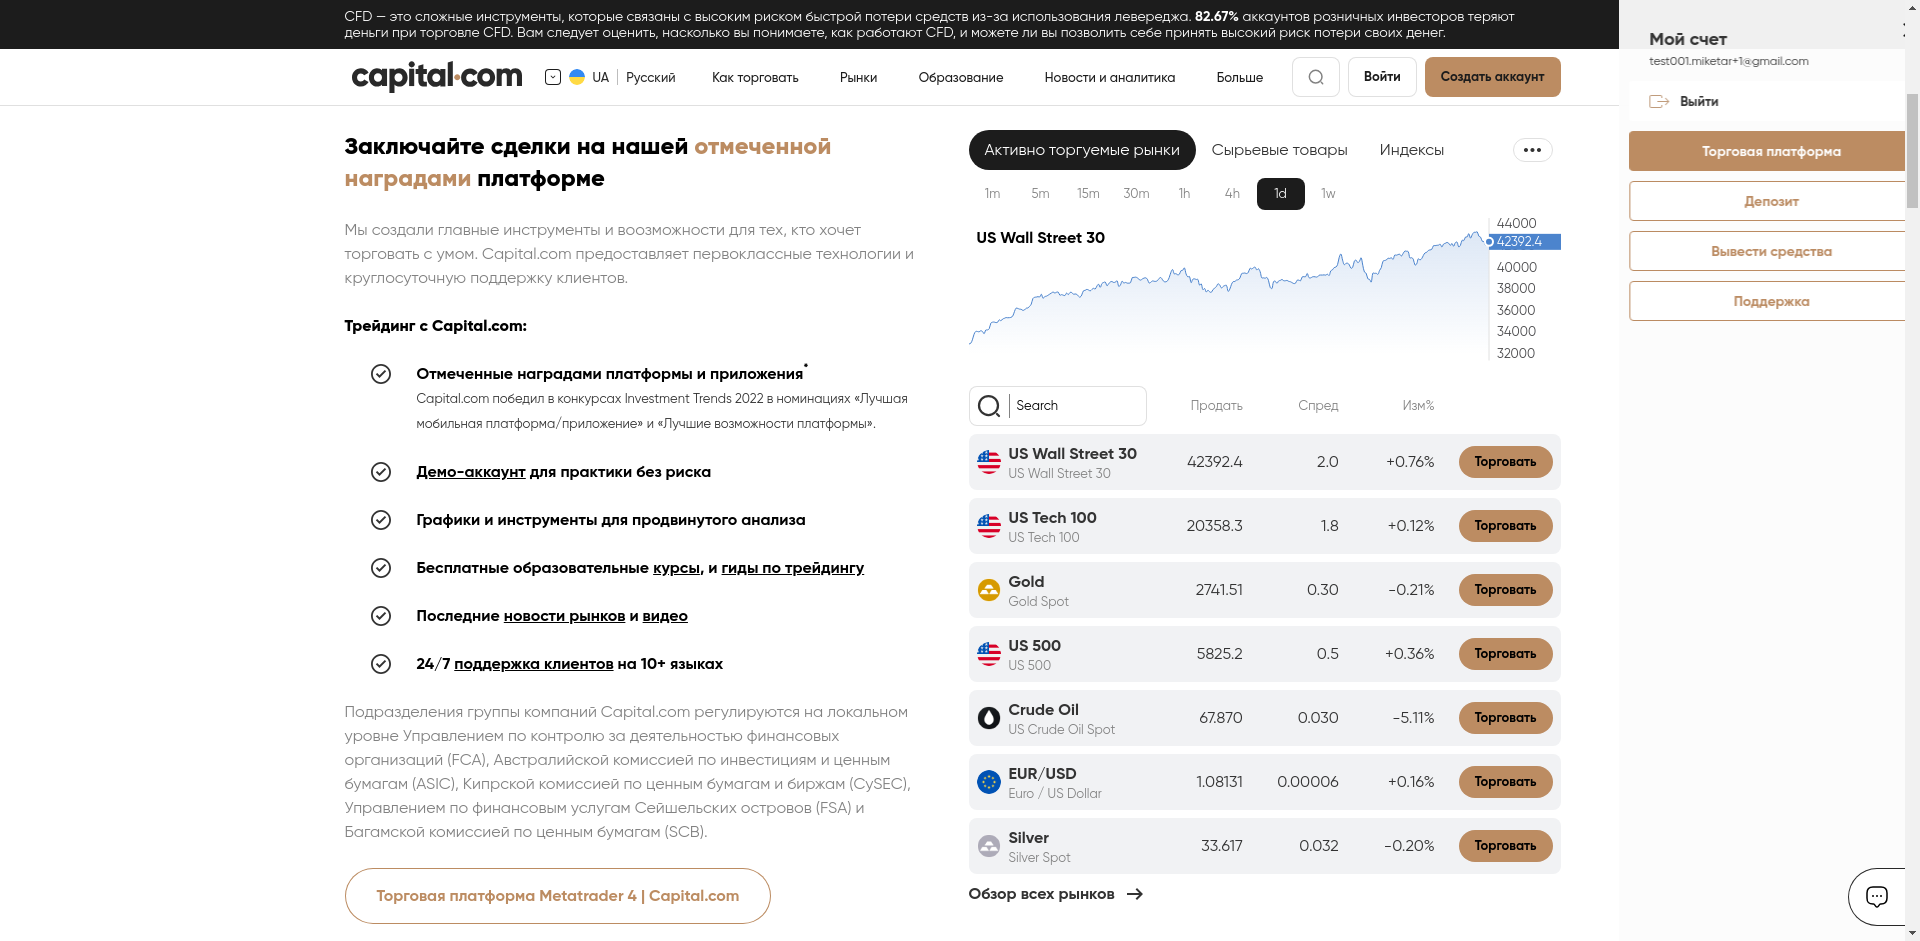 CFD — это сложные инструменты, которые связаны с высоким риском быстрой потери средств из-за использования левереджа. 82.67% аккаунтов розничных инвесторов теряют
деньги при торговле CFD. Вам следует оценить, насколько вы понимаете, как работают CFD, и можете ли вы позволить себе принять высокий риск потери своих денег.
capital.com
UA | Русский
Как торговать
Рынки
Образование
Новости и аналитика
Больше
Войти
Создать аккаунт
Заключайте сделки на нашей отмеченной
наградами платформе
Мы создали главные инструменты и воозможности для тех, кто хочет
торговать с умом. Capital.com предоставляет первоклассные технологии и
круглосуточную поддержку клиентов.
Трейдинг с Capital.com:
Отмеченные наградами платформы и приложения*
Capital.com победил в конкурсах Investment Trends 2022 в номинациях «Лучшая
мобильная платформа/приложение» и «Лучшие возможности платформы».
Демо-аккаунт для практики без риска
Графики и инструменты для продвинутого анализа
Бесплатные образовательные курсы, и гиды по трейдингу
Последние новости рынков и видео
24/7 поддержка клиентов на 10+ языках
Подразделения группы компаний Capital.com регулируются на локальном
уровне Управлением по контролю за деятельностью финансовых
организаций (FCA), Австралийской комиссией по инвестициям и ценным
бумагам (ASIC), Кипрской комиссией по ценным бумагам и биржам (CySEC),
Управлением по финансовым услугам Сейшельских островов (FSA) и
Багамской комиссией по ценным бумагам (SCB).
Торговая платформа Metatrader 4 | Capital.com
Активно торгуемые рынки
Сырьевые товары
Индексы
1m 5m 15m 30m 1h 4h 1d 1w
US Wall Street 30
44000
42392.4
40000
38000
36000
34000
32000
Search
Продать Спред Изм%
US Wall Street 30 42392.4 2.0 +0.76% Торговать
US Wall Street 30
US Tech 100 20358.3 1.8 +0.12% Торговать
US Tech 100
Gold 2741.51 0.30 -0.21% Торговать
Gold Spot
US 500 5825.2 0.5 +0.36% Торговать
US 500
Crude Oil 67.870 0.030 -5.11% Торговать
US Crude Oil Spot
EUR/USD 1.08131 0.00006 +0.16% Торговать
Euro / US Dollar
Silver 33.617 0.032 -0.20% Торговать
Silver Spot
Обзор всех рынков
Мой счет
test001.miketar+1@gmail.com
Выйти
Торговая платформа
Депозит
Вывести средства
Поддержка